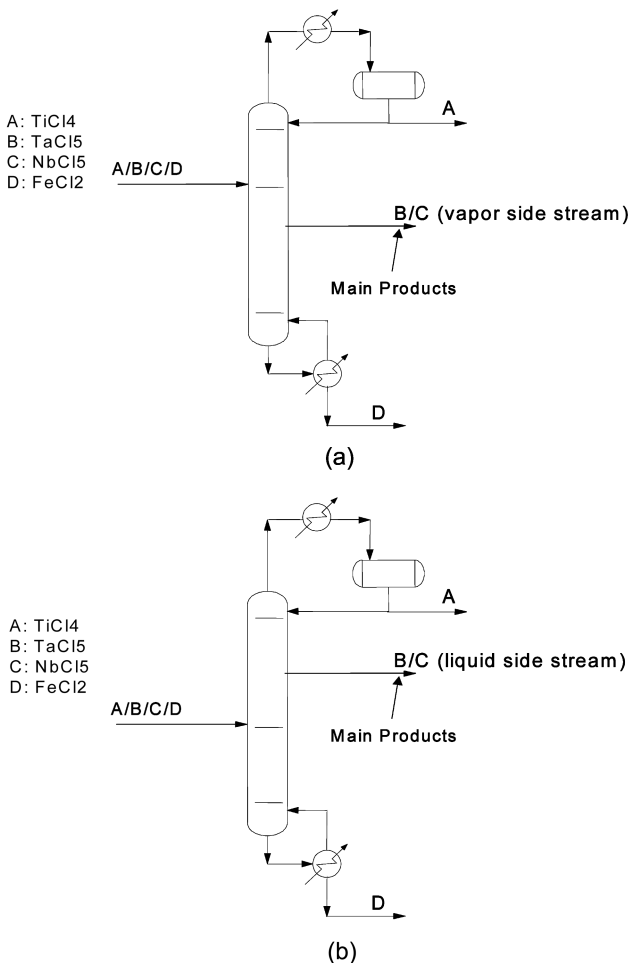 A
A: TiCl4
B: TaCl5
C: NbCl5
D: FeCl2
A/B/C/D
B/C (vapor side stream)
Main Products
D
(a)
A
A: TiCl4
B: TaCl5
C: NbCl5
D: FeCl2
B/C (liquid side stream)
A/B/C/D
Main Products
D
(b)